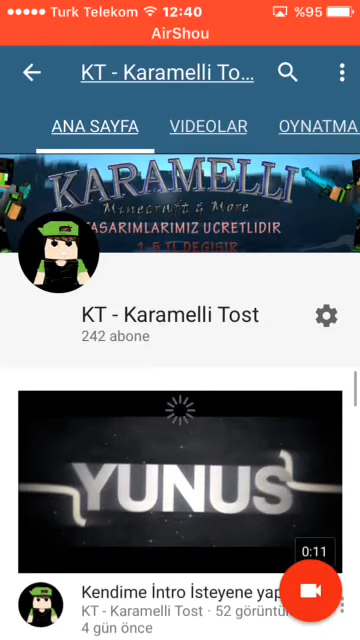 Turk Telekom 12:40 %95
AirShou
KT - Karamelli To...
ANA SAYFA VIDEOLAR OYNATMA
KARAMELLI
Minecraft & More
TASARIMLARIMIZ UCRETLIDIR
1-5 TL DEGISIR
KT - Karamelli Tost
242 abone
YUNUS
0:11
Kendime İntro İsteyene yap
KT - Karamelli Tost · 52 görüntü
4 gün önce